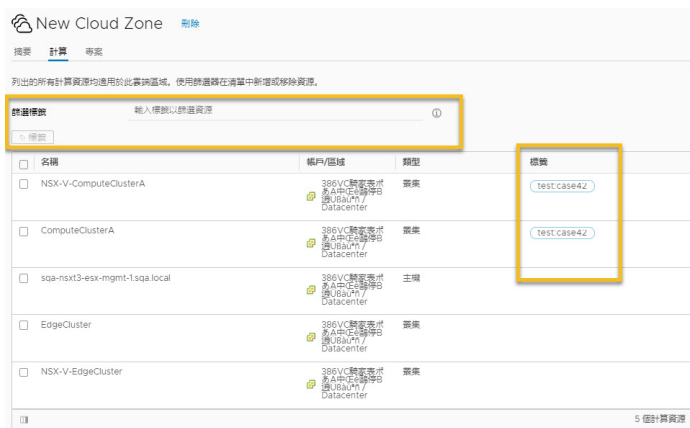 New Cloud Zone 刪除
摘要 計算 專案
列出的所有計算資源均適用於此雲端區域。使用篩選器在清單中新增或移除資源。
篩選標籤 輸入標籤以篩選資源
標籤
名稱 帳戶/區域 類型 標籤
NSX-V-ComputeClusterA 叢集 test:case42
Datacenter
ComputeClusterA 叢集 test:case42
Datacenter
sqa-nsxt3-esx-mgmt-1.sqa.local 主機
Datacenter
EdgeCluster 叢集
Datacenter
NSX-V-EdgeCluster 叢集
Datacenter
5 個計算資源